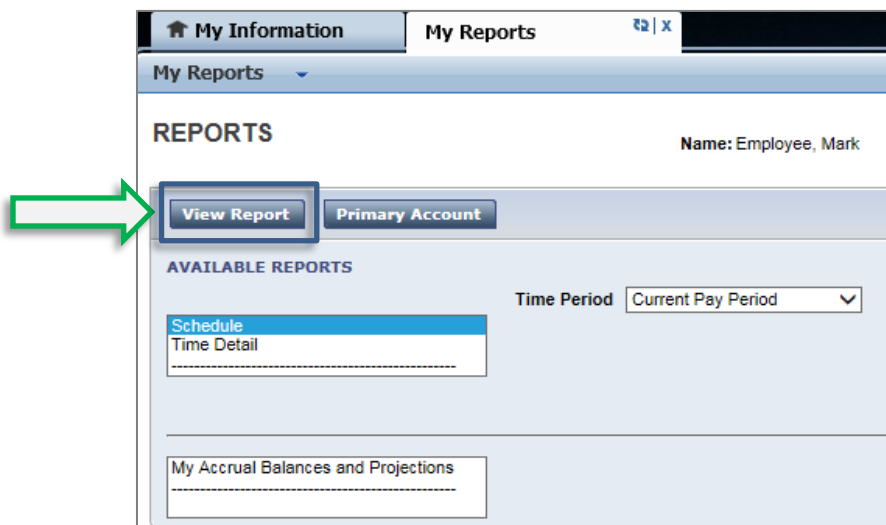 My Information
My Reports
x
My Reports
REPORTS
Name: Employee, Mark
View Report
Primary Account
AVAILABLE REPORTS
Time Period
Current Pay Period
Schedule
Time Detail
--------------------------------------------------
My Accrual Balances and Projections
--------------------------------------------------